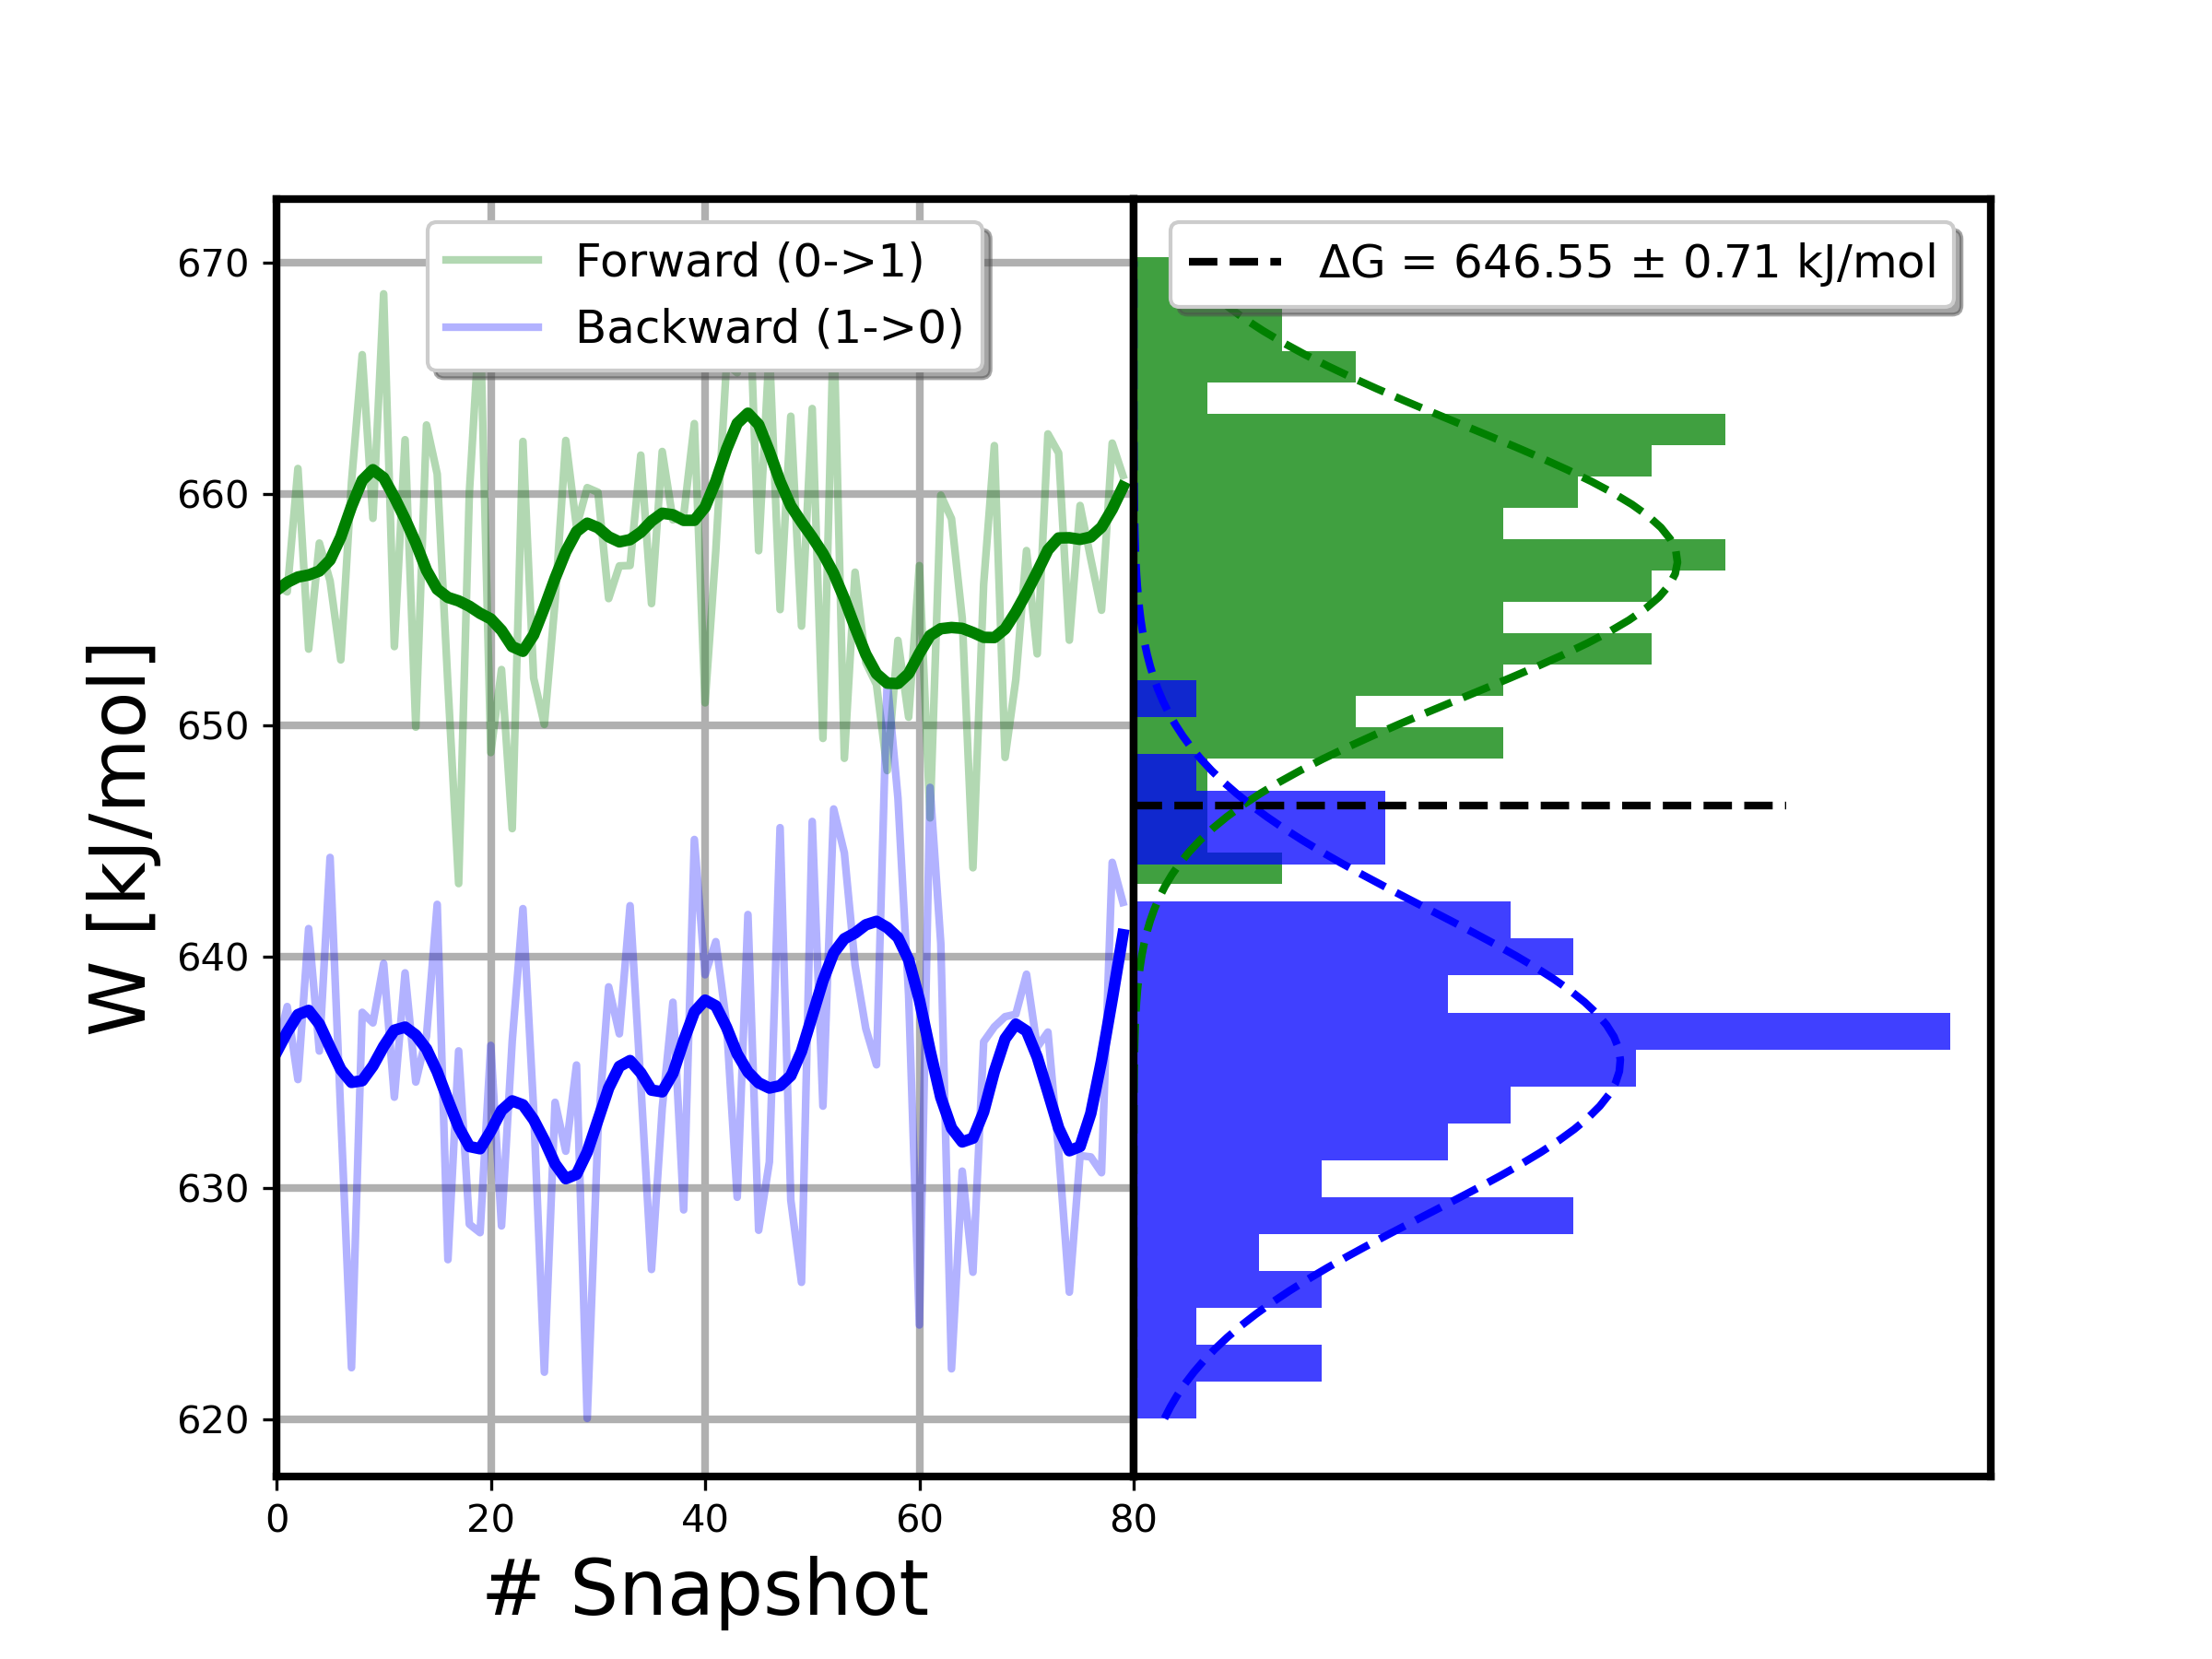 Forward (0->1)
Backward (1->0)
ΔG = 646.55 ± 0.71 kJ/mol
W [kJ/mol]
670
660
650
640
630
620
0 20 40 60 80
# Snapshot